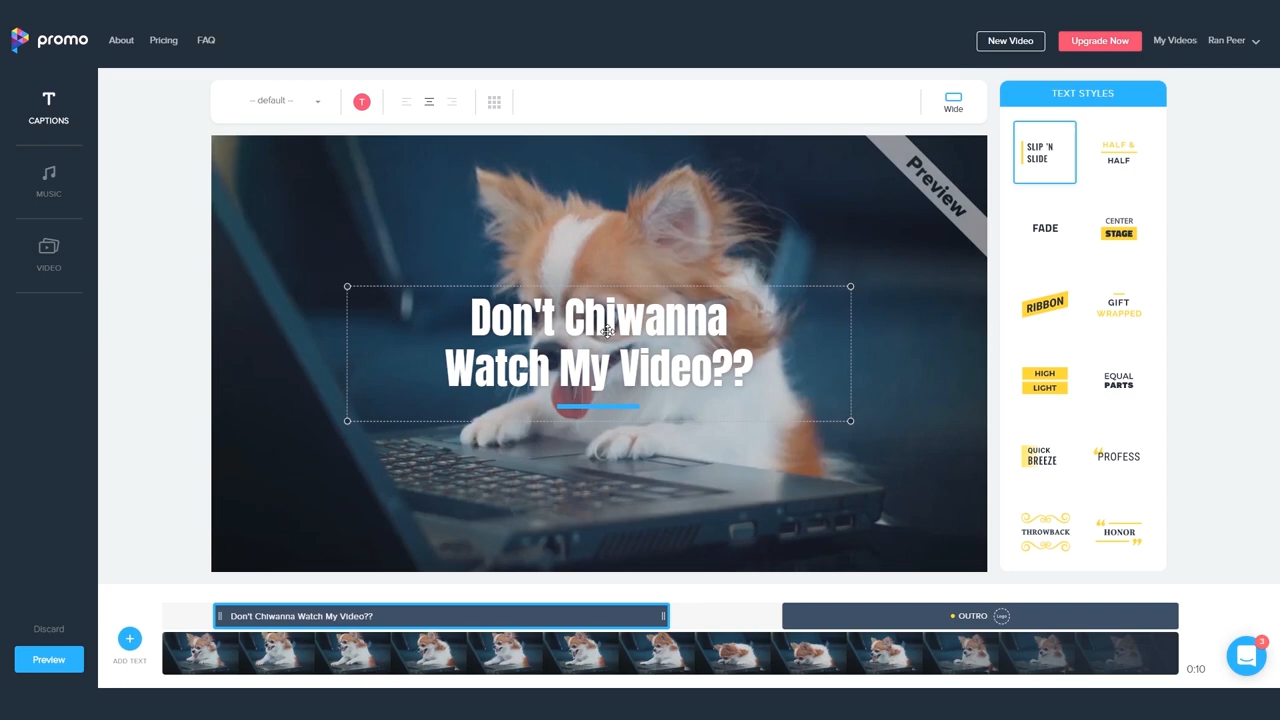 promo
About
Pricing
FAQ
New Video
Upgrade Now
My Videos
Ran Peer
T
CAPTIONS
MUSIC
VIDEO
-- default --
T
Wide
TEXT STYLES
SLIP 'N
SLIDE
HALF &
HALF
FADE
CENTER
STAGE
RIBBON
GIFT
WRAPPED
HIGH
LIGHT
EQUAL
PARTS
QUICK
BREEZE
“PROFESS
THROWBACK
“ HONOR ”
Preview
Don't Chiwanna
Watch My Video??
Don't Chiwanna Watch My Video??
OUTRO
Logo
ADD TEXT
0:10
Discard
Preview
3